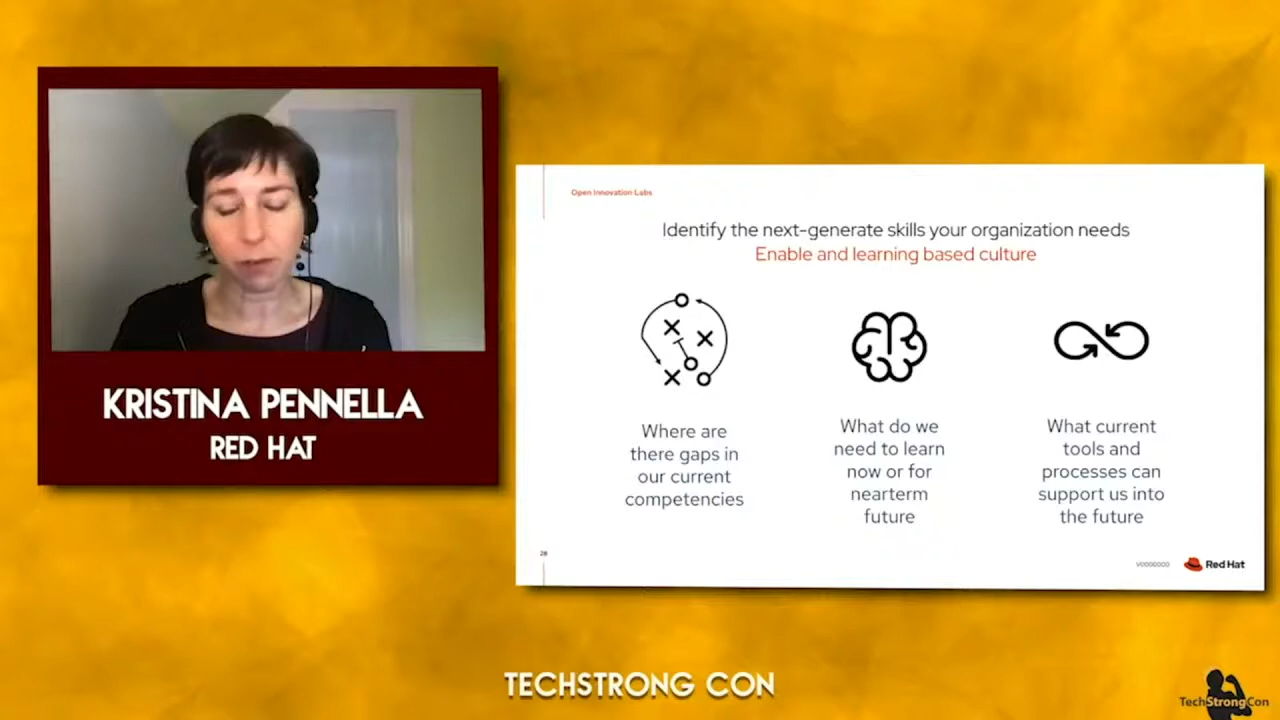 KRISTINA PENNELLA
RED HAT
Open Innovation Labs
Identify the next-generate skills your organization needs
Enable and learning based culture
Where are
there gaps in
our current
competencies
What do we
need to learn
now or for
nearterm
future
What current
tools and
processes can
support us into
the future
28
V0000000
Red Hat
TECHSTRONG CON
TechStrongCon